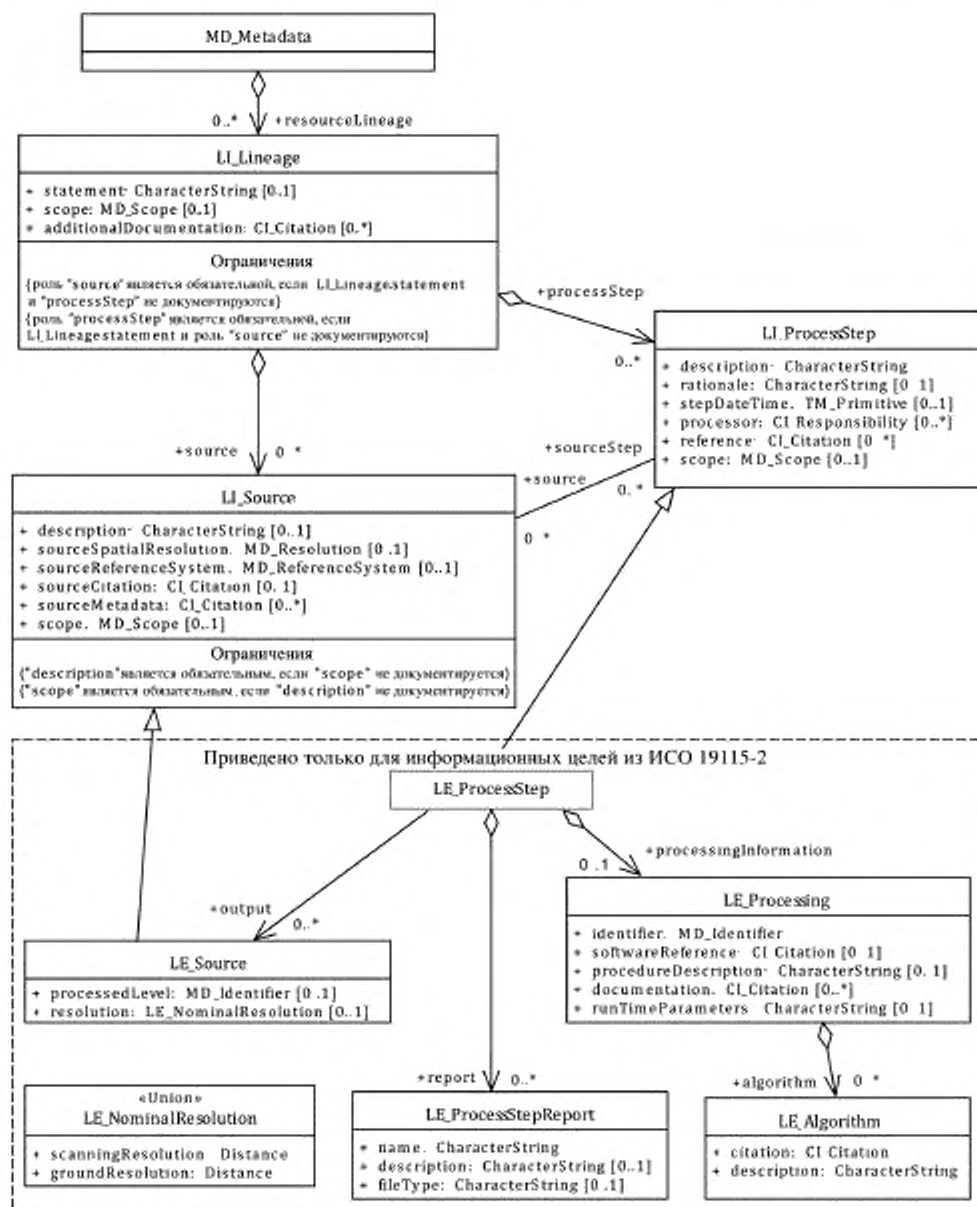 MD_Metadata
0..* +resourceLineage
LI_Lineage
+ statement: CharacterString [0..1]
+ scope: MD_Scope [0..1]
+ additionalDocumentation: CI_Citation [0..*]
Ограничения
{роль "source" является обязательной, если LI_Lineage.statement
и "processStep" не документируются}
{роль "processStep" является обязательной, если
LI_Lineage.statement и роль "source" не документируются}
+processStep
0..*
LI_ProcessStep
+ description: CharacterString
+ rationale: CharacterString [0..1]
+ stepDateTime. TM_Primitive [0..1]
+ processor: CI_Responsibility [0..*]
+ reference: CI_Citation [0..*]
+ scope: MD_Scope [0..1]
+source 0..*
+sourceStep
0..*
+source
0..*
LI_Source
+ description: CharacterString [0..1]
+ sourceSpatialResolution. MD_Resolution [0..1]
+ sourceReferenceSystem. MD_ReferenceSystem [0..1]
+ sourceCitation: CI_Citation [0..1]
+ sourceMetadata: CI_Citation [0..*]
+ scope. MD_Scope [0..1]
Ограничения
{"description" является обязательным, если "scope" не документируется}
{"scope" является обязательным, если "description" не документируется}
Приведено только для информационных целей из ИСО 19115-2
LE_ProcessStep
+processingInformation
0..1
+output
0..*
LE_Processing
+ identifier. MD_Identifier
+ softwareReference: CI_Citation [0..1]
+ procedureDescription: CharacterString [0..1]
+ documentation. CI_Citation [0..*]
+ runTimeParameters CharacterString [0..1]
LE_Source
+ processedLevel: MD_Identifier [0..1]
+ resolution: LE_NominalResolution [0..1]
+report 0..*
+algorithm 0..*
«Union»
LE_NominalResolution
+ scanningResolution Distance
+ groundResolution: Distance
LE_ProcessStepReport
+ name. CharacterString
+ description: CharacterString [0..1]
+ fileType: CharacterString [0..1]
LE_Algorithm
+ citation: CI_Citation
+ description: CharacterString